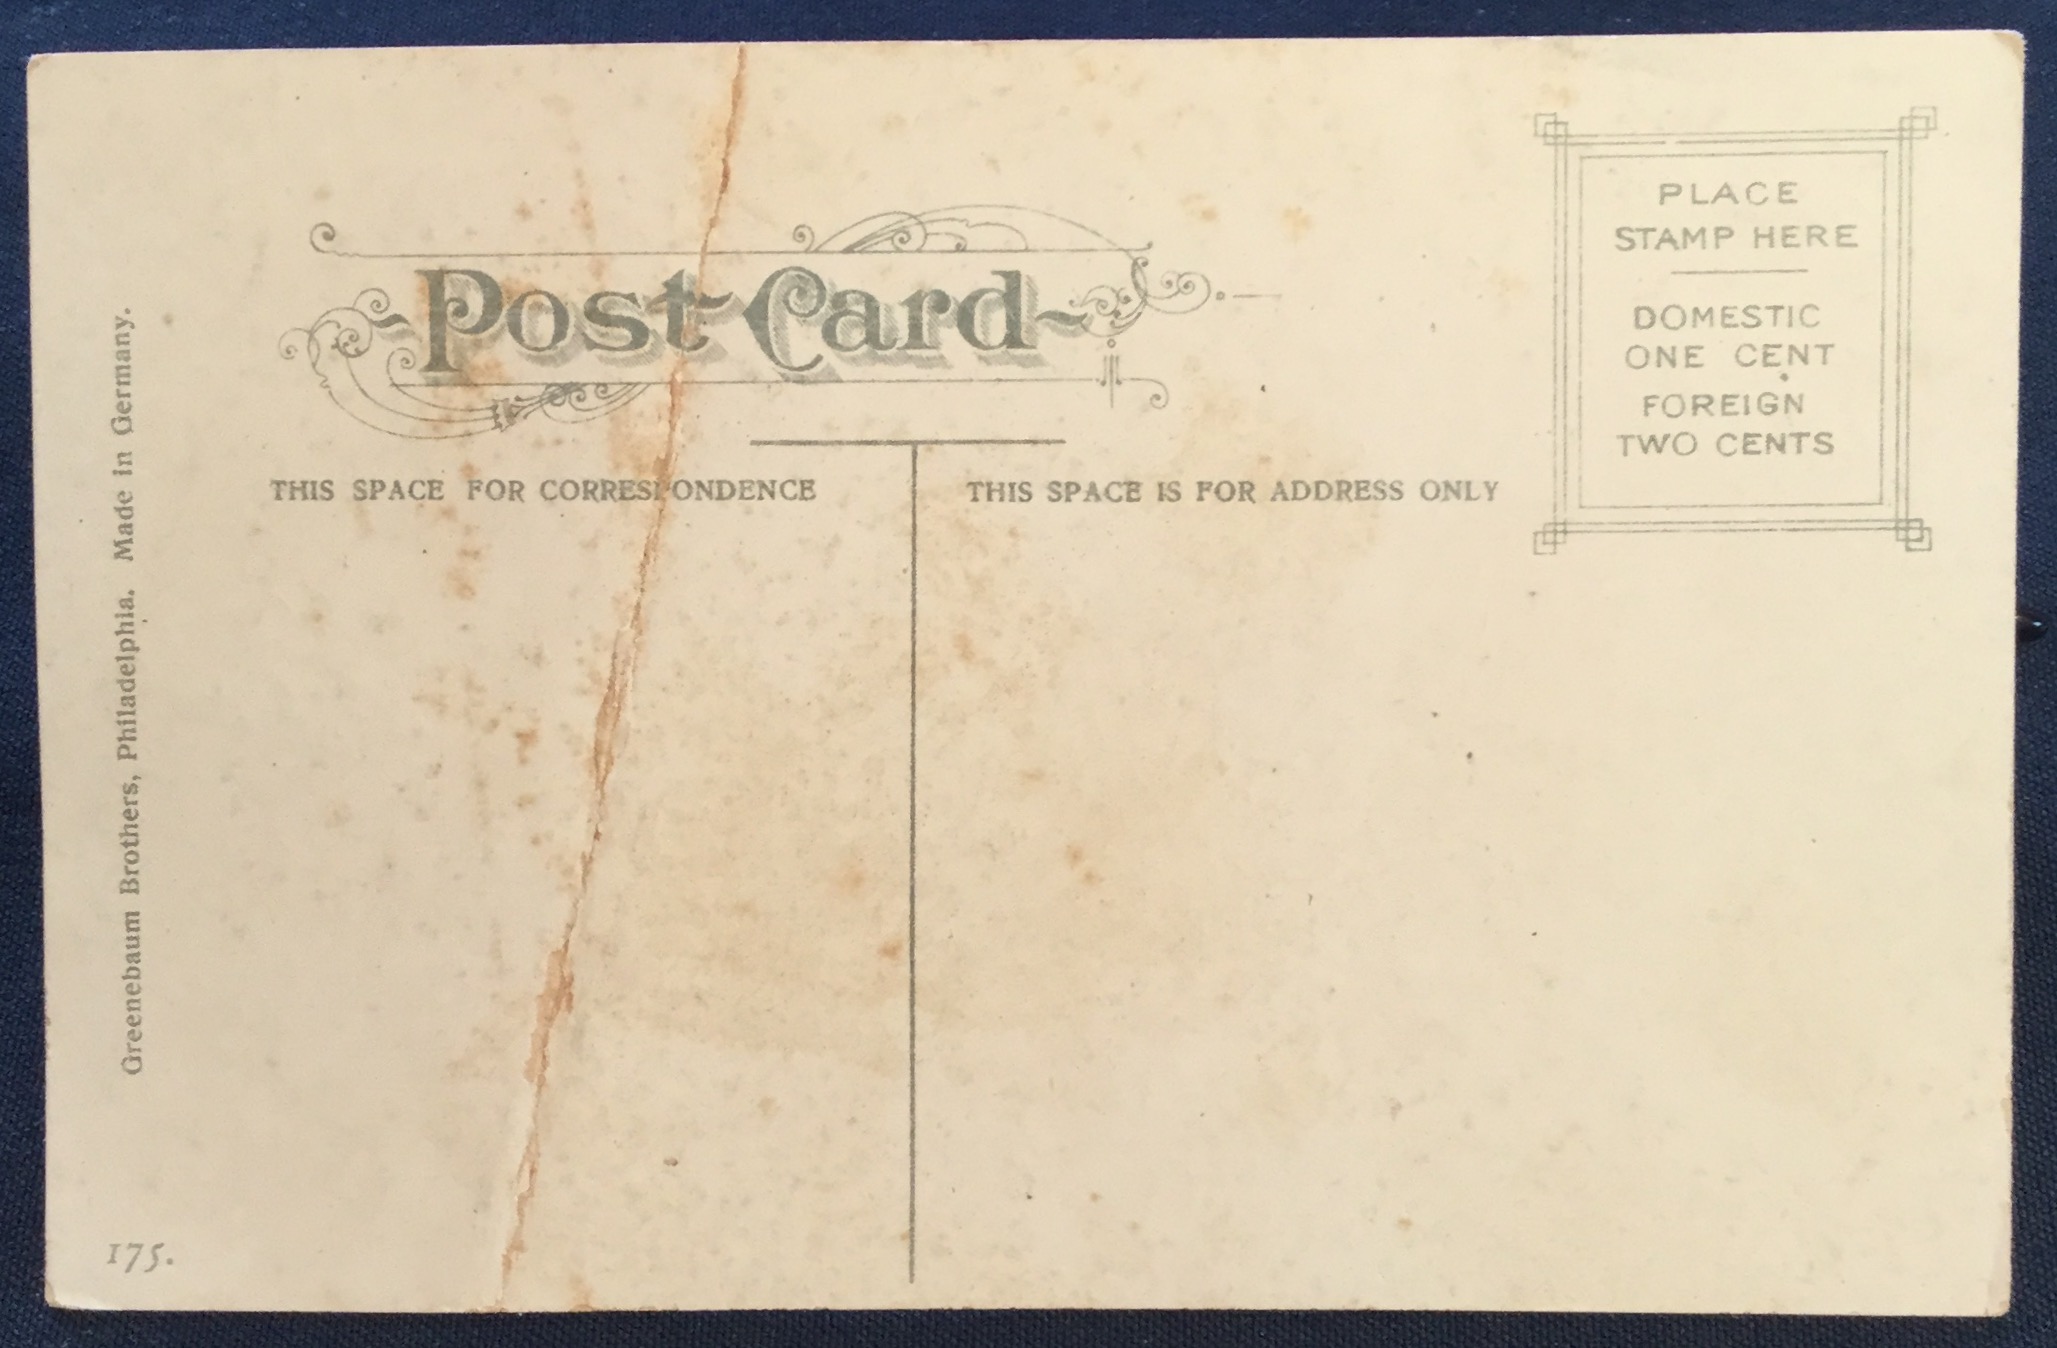 Post Card
PLACE
STAMP HERE
DOMESTIC
ONE CENT
FOREIGN
TWO CENTS
THIS SPACE FOR CORRESPONDENCE
THIS SPACE IS FOR ADDRESS ONLY
Greenebaum Brothers, Philadelphia. Made in Germany.
175.